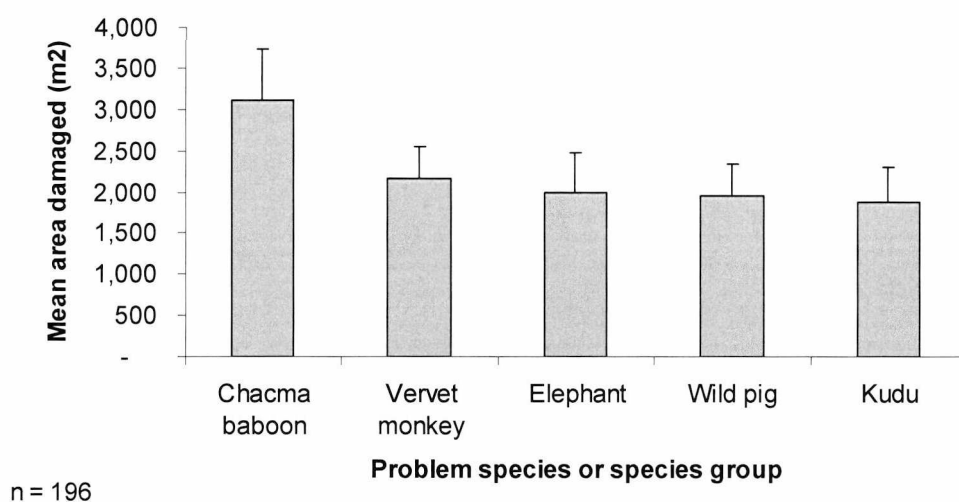 4,000
3,500
3,000
2,500
2,000
1,500
1,000
500
-
Mean area damaged (m2)
Chacma baboon
Vervet monkey
Elephant
Wild pig
Kudu
Problem species or species group
n = 196